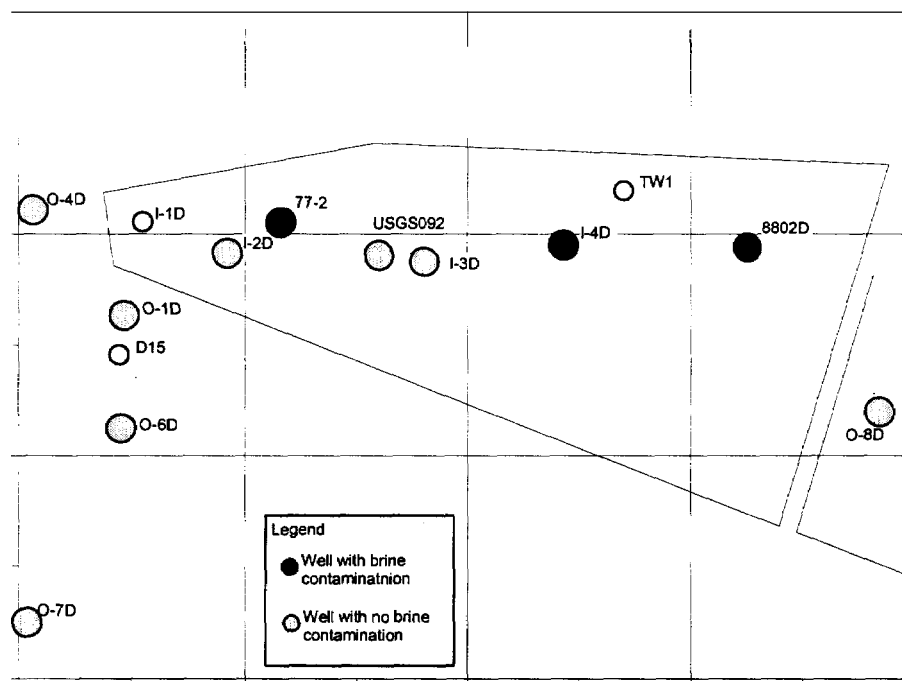 TW1
O-4D
77-2
I-1D
USGS092
I-4D
8802D
I-2D
I-3D
O-1D
D15
O-6D
O-8D
Legend
Well with brine
contaminatnion
Well with no brine
contamination
O-7D